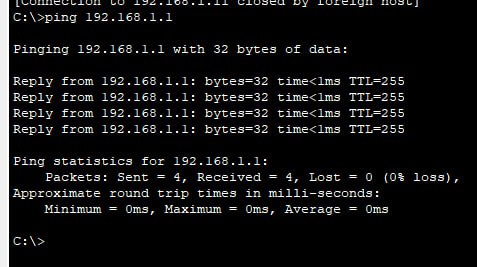 [Connection to 192.168.1.11 closed by foreign host]
C:\>ping 192.168.1.1
Pinging 192.168.1.1 with 32 bytes of data:
Reply from 192.168.1.1: bytes=32 time<1ms TTL=255
Reply from 192.168.1.1: bytes=32 time<1ms TTL=255
Reply from 192.168.1.1: bytes=32 time<1ms TTL=255
Reply from 192.168.1.1: bytes=32 time<1ms TTL=255
Ping statistics for 192.168.1.1:
Packets: Sent = 4, Received = 4, Lost = 0 (0% loss),
Approximate round trip times in milli-seconds:
Minimum = 0ms, Maximum = 0ms, Average = 0ms
C:\>